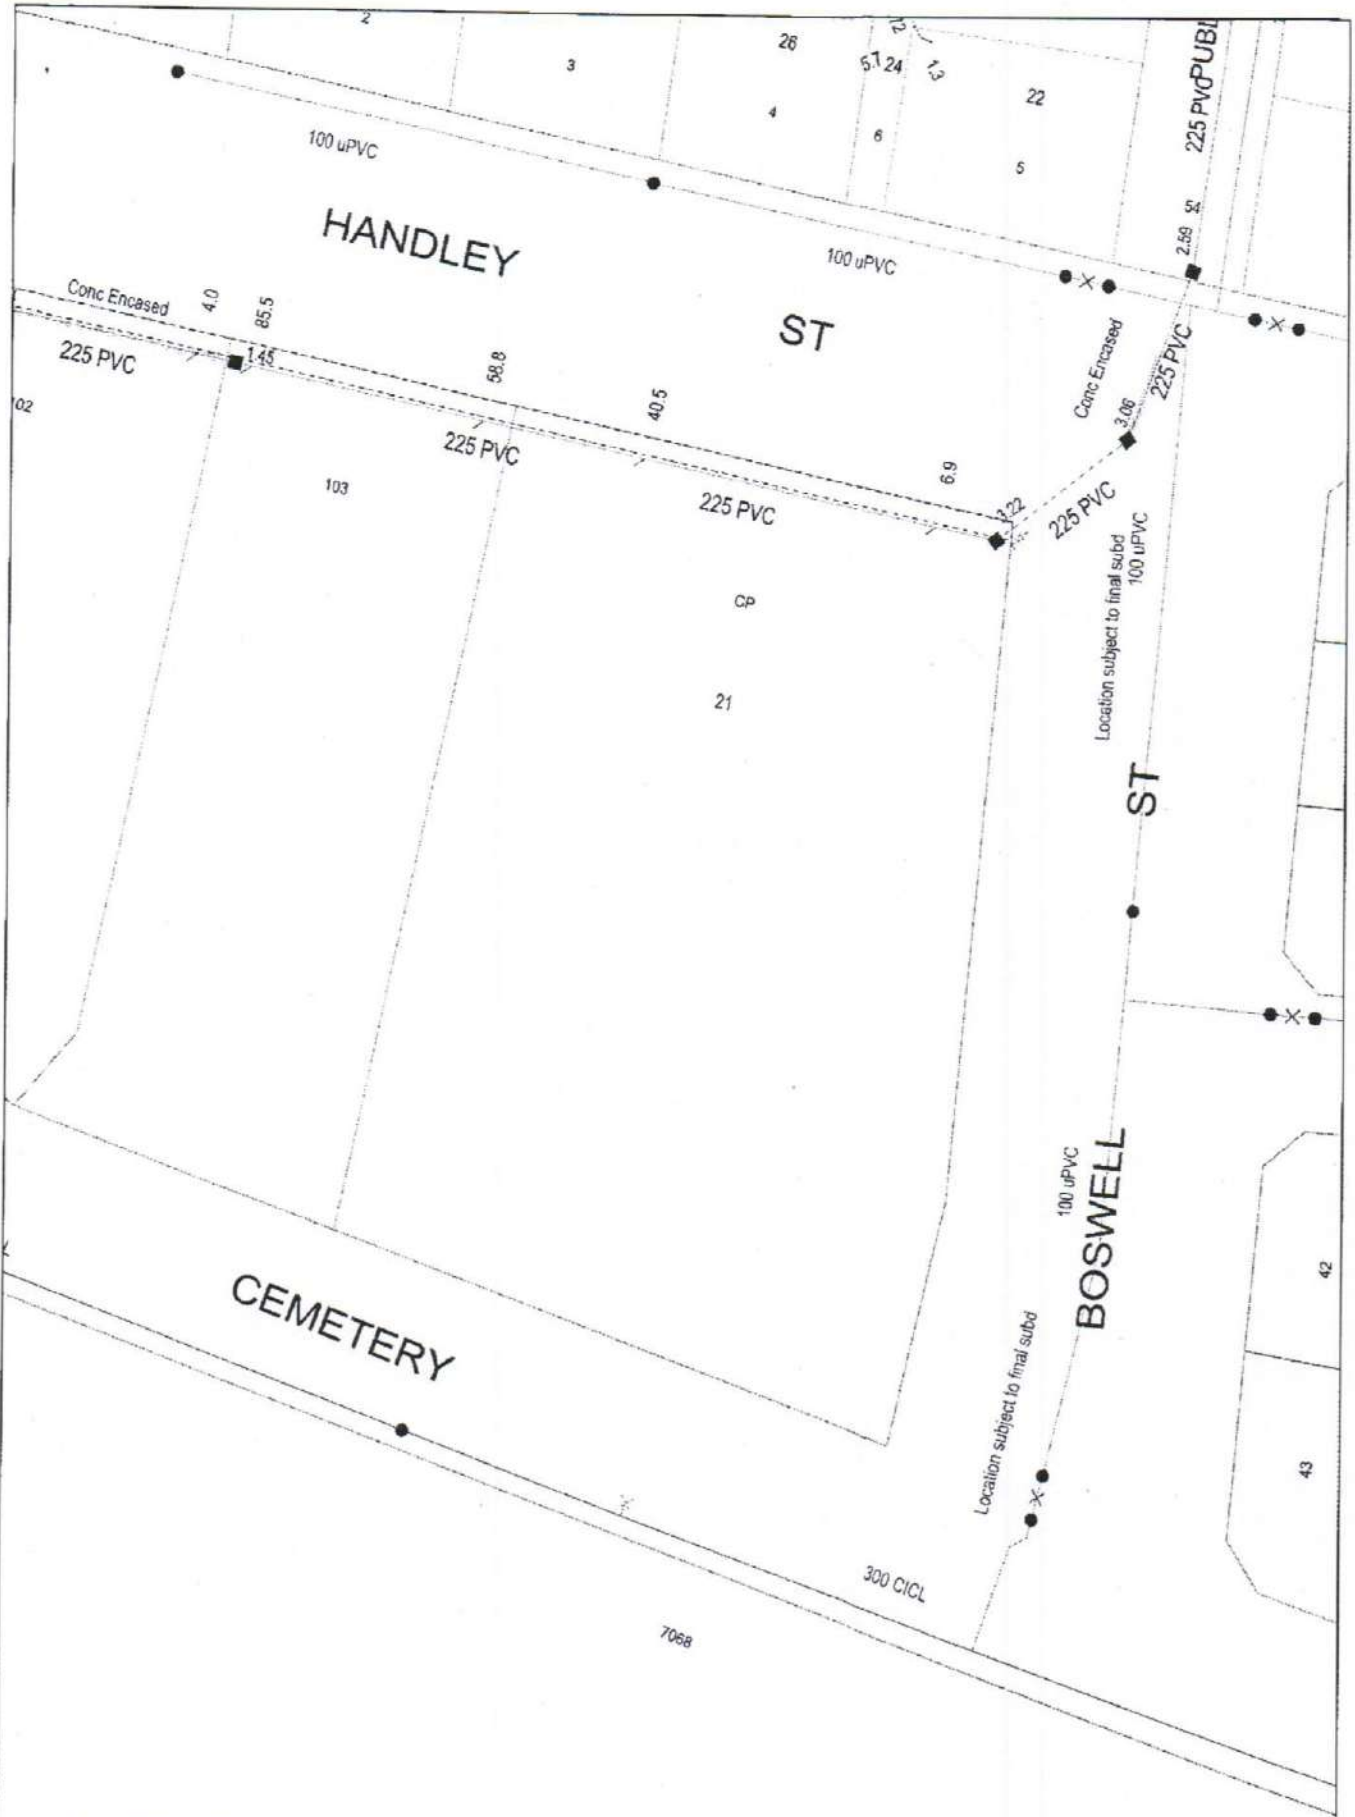 2
3
26
5.7
24
12
1.3
22
4
6
5
225 PVC
PUBL
54
2.59
100 uPVC
HANDLEY
ST
100 uPVC
Conc Encased
4.0
85.5
1.45
225 PVC
102
58.8
40.5
225 PVC
103
225 PVC
6.9
3.22
3.06
Conc Encased
225 PVC
225 PVC
CP
21
Location subject to final subd
100 uPVC
ST
BOSWELL
100 uPVC
42
43
CEMETERY
Location subject to final subd
300 CICL
7068